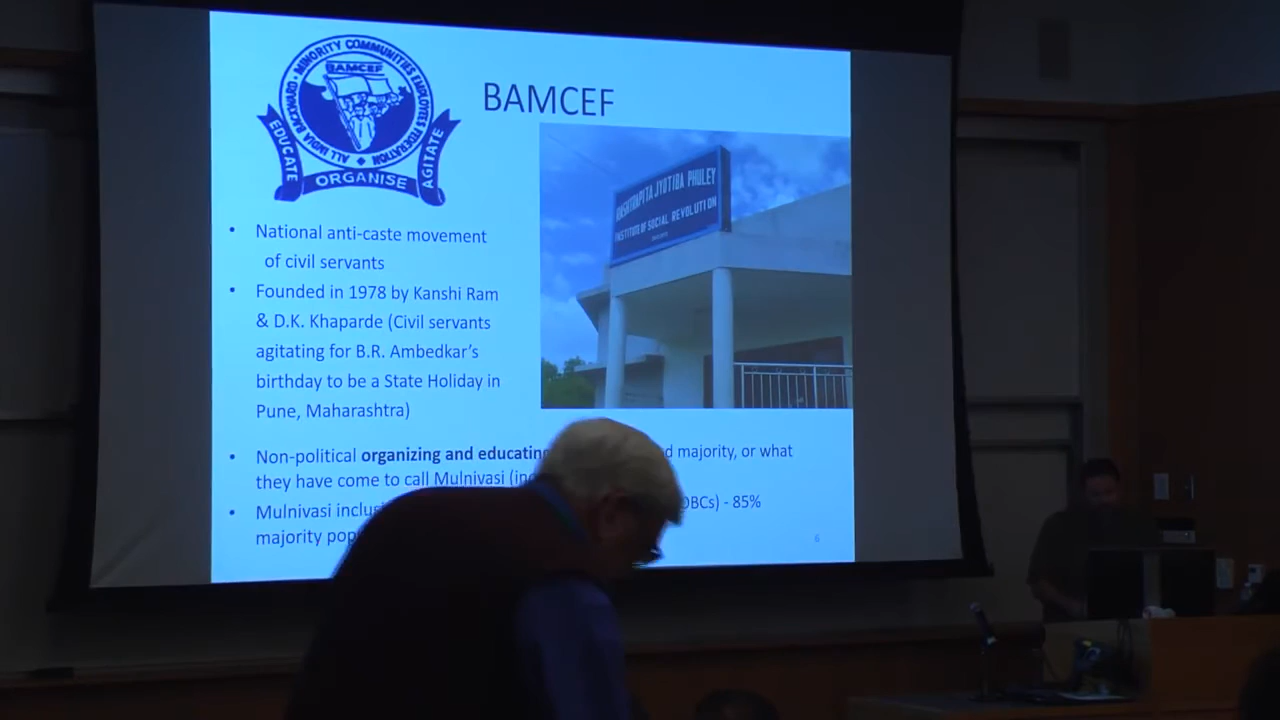 ALL INDIA BACKWARD • MINORITY COMMUNITIES EMPLOYEES FEDERATION
BAMCEF
EDUCATE
ORGANISE
AGITATE
BAMCEF
JYOTIBA PHULEY
INSTITUTE OF SOCIAL REVOLUTION
• National anti-caste movement
of civil servants
• Founded in 1978 by Kanshi Ram
& D.K. Khaparde (Civil servants
agitating for B.R. Ambedkar’s
birthday to be a State Holiday in
Pune, Maharashtra)
• Non-political organizing and educating majority, or what
they have come to call Mulnivasi
• Mulnivasi OBCs) - 85%
majority
6